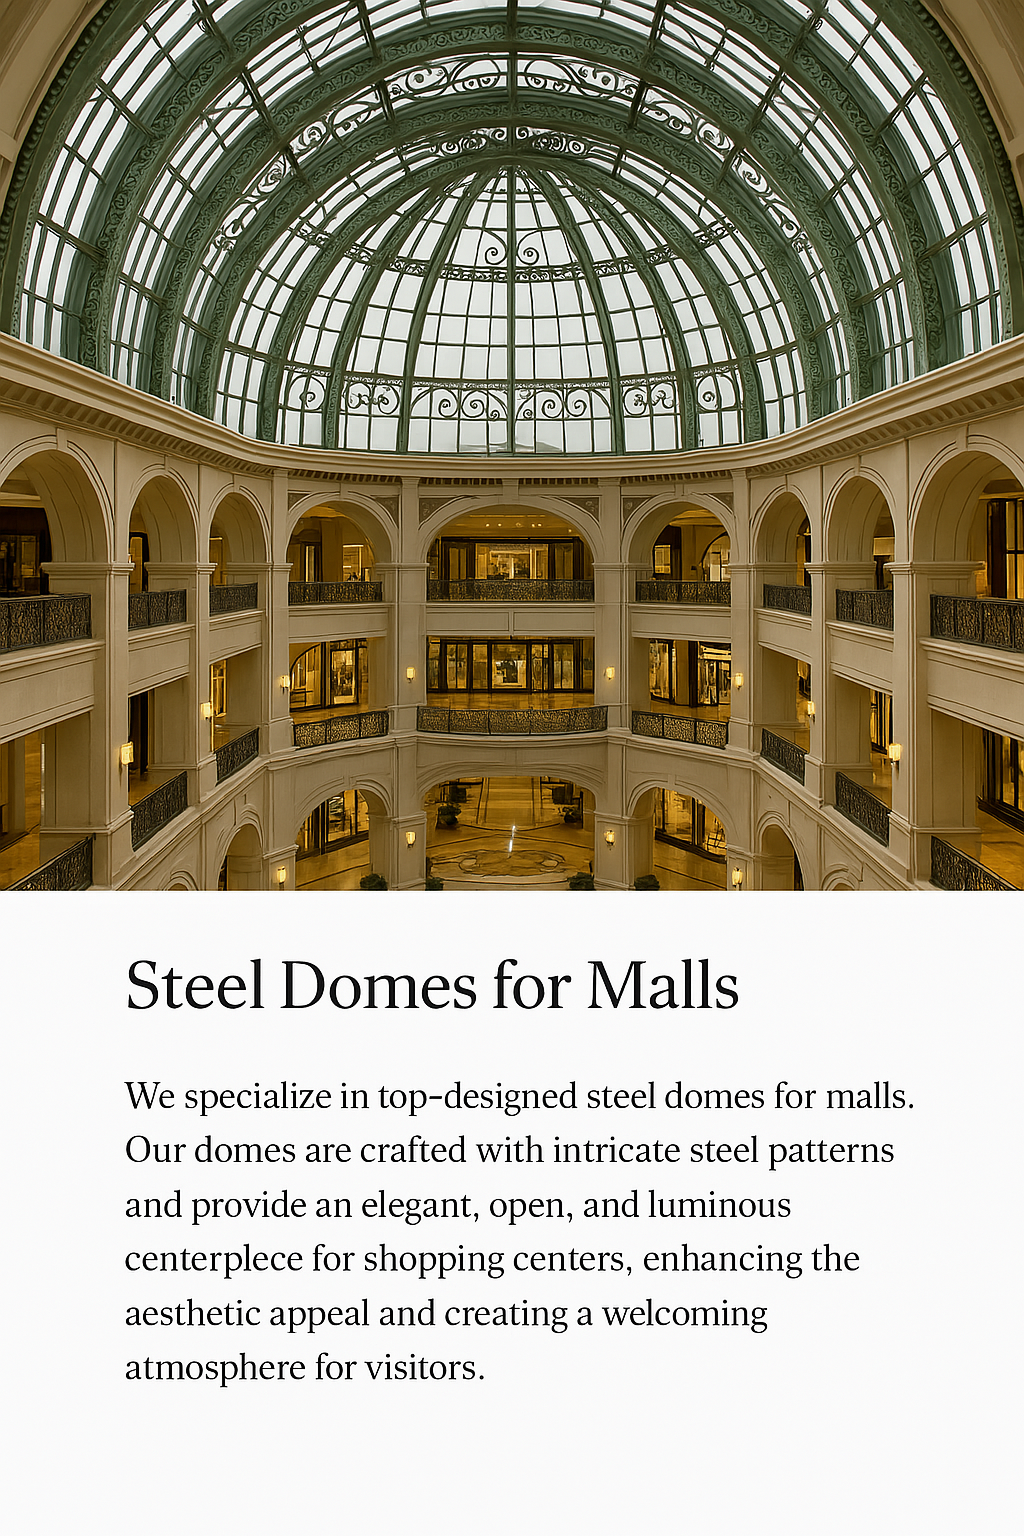 Steel Domes for Malls
We specialize in top-designed steel domes for malls.
Our domes are crafted with intricate steel patterns
and provide an elegant, open, and luminous
centerplece for shopping centers, enhancing the
aesthetic appeal and creating a welcoming
atmosphere for visitors.